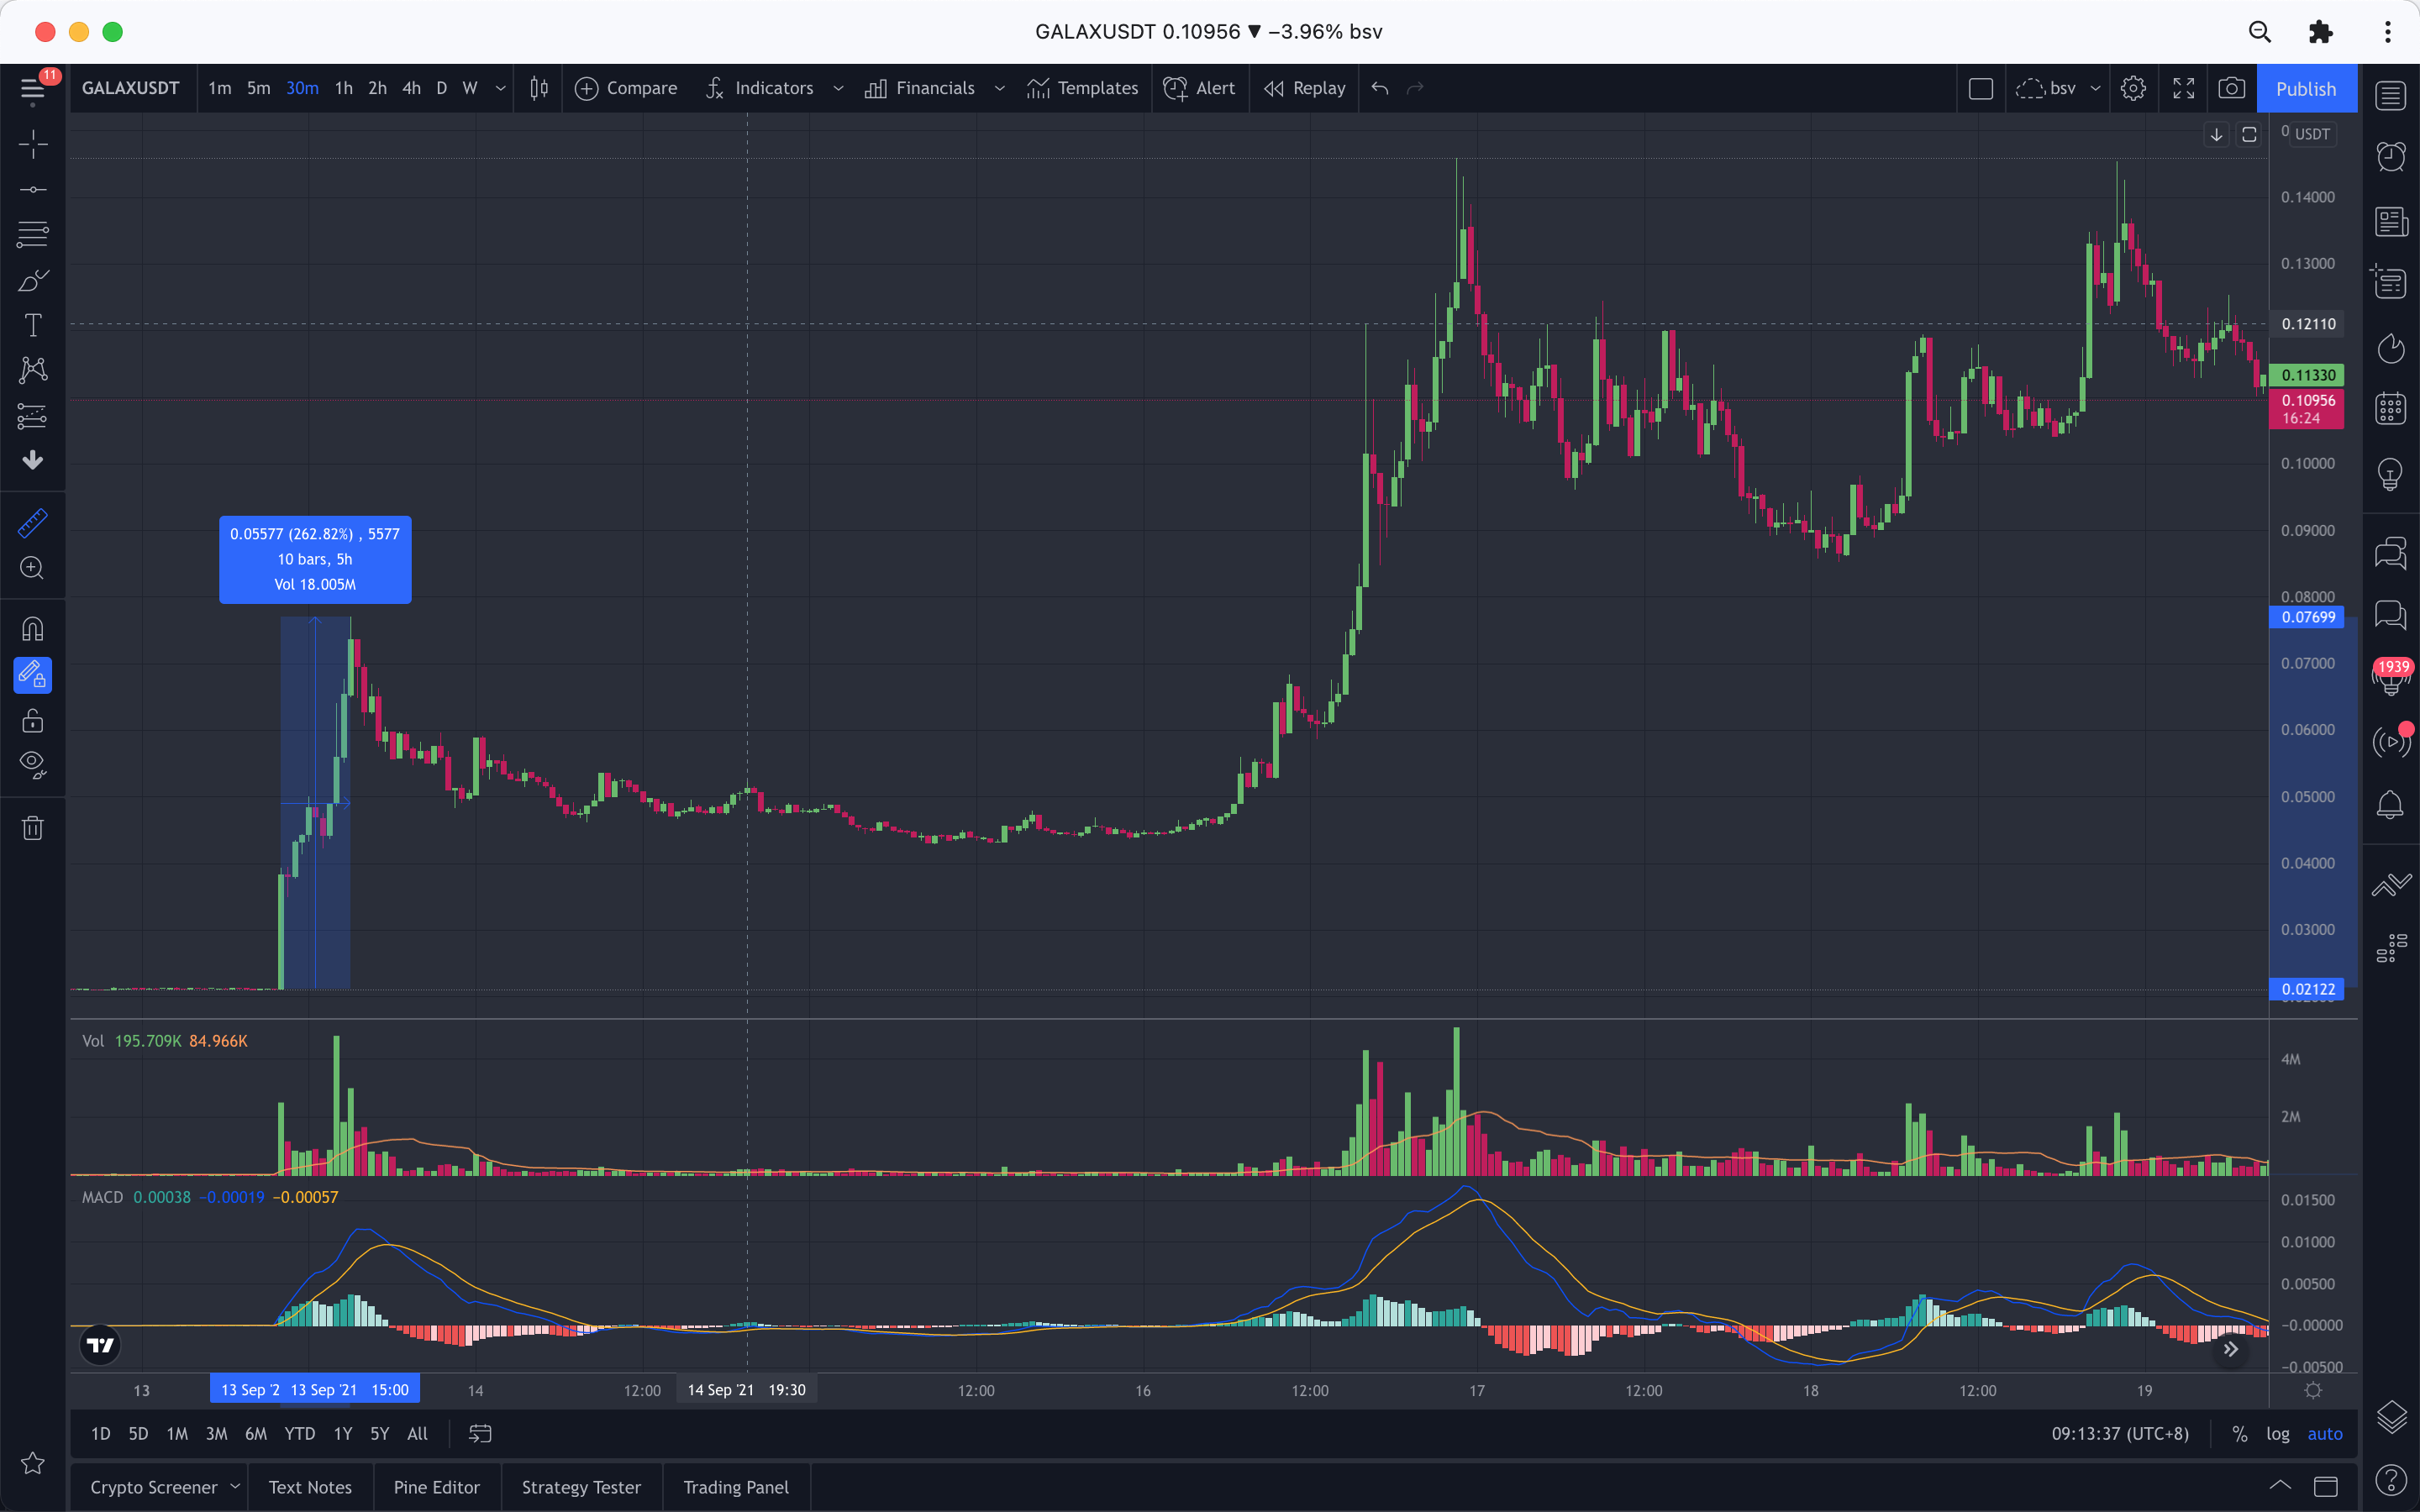 GALAXUSDT 0.10956 ▼ −3.96% bsv
11
GALAXUSDT 1m 5m 30m 1h 2h 4h D W Compare Indicators Financials Templates Alert Replay bsv Publish
0 USDT
0.14000
0.13000
0.12110
0.11330
0.10956
16:24
0.10000
0.09000
0.05577 (262.82%) , 5577
10 bars, 5h
Vol 18.005M
0.08000
0.07699
0.07000
1939
0.06000
0.05000
0.04000
0.03000
0.02122
Vol 195.709K 84.966K
4M
2M
MACD 0.00038 −0.00019 −0.00057
0.01500
0.01000
0.00500
−0.00000
−0.00500
13 13 Sep '2 13 Sep '21 15:00 14 12:00 14 Sep '21 19:30 12:00 16 12:00 17 12:00 18 12:00 19
1D 5D 1M 3M 6M YTD 1Y 5Y All 09:13:37 (UTC+8) % log auto
Crypto Screener Text Notes Pine Editor Strategy Tester Trading Panel